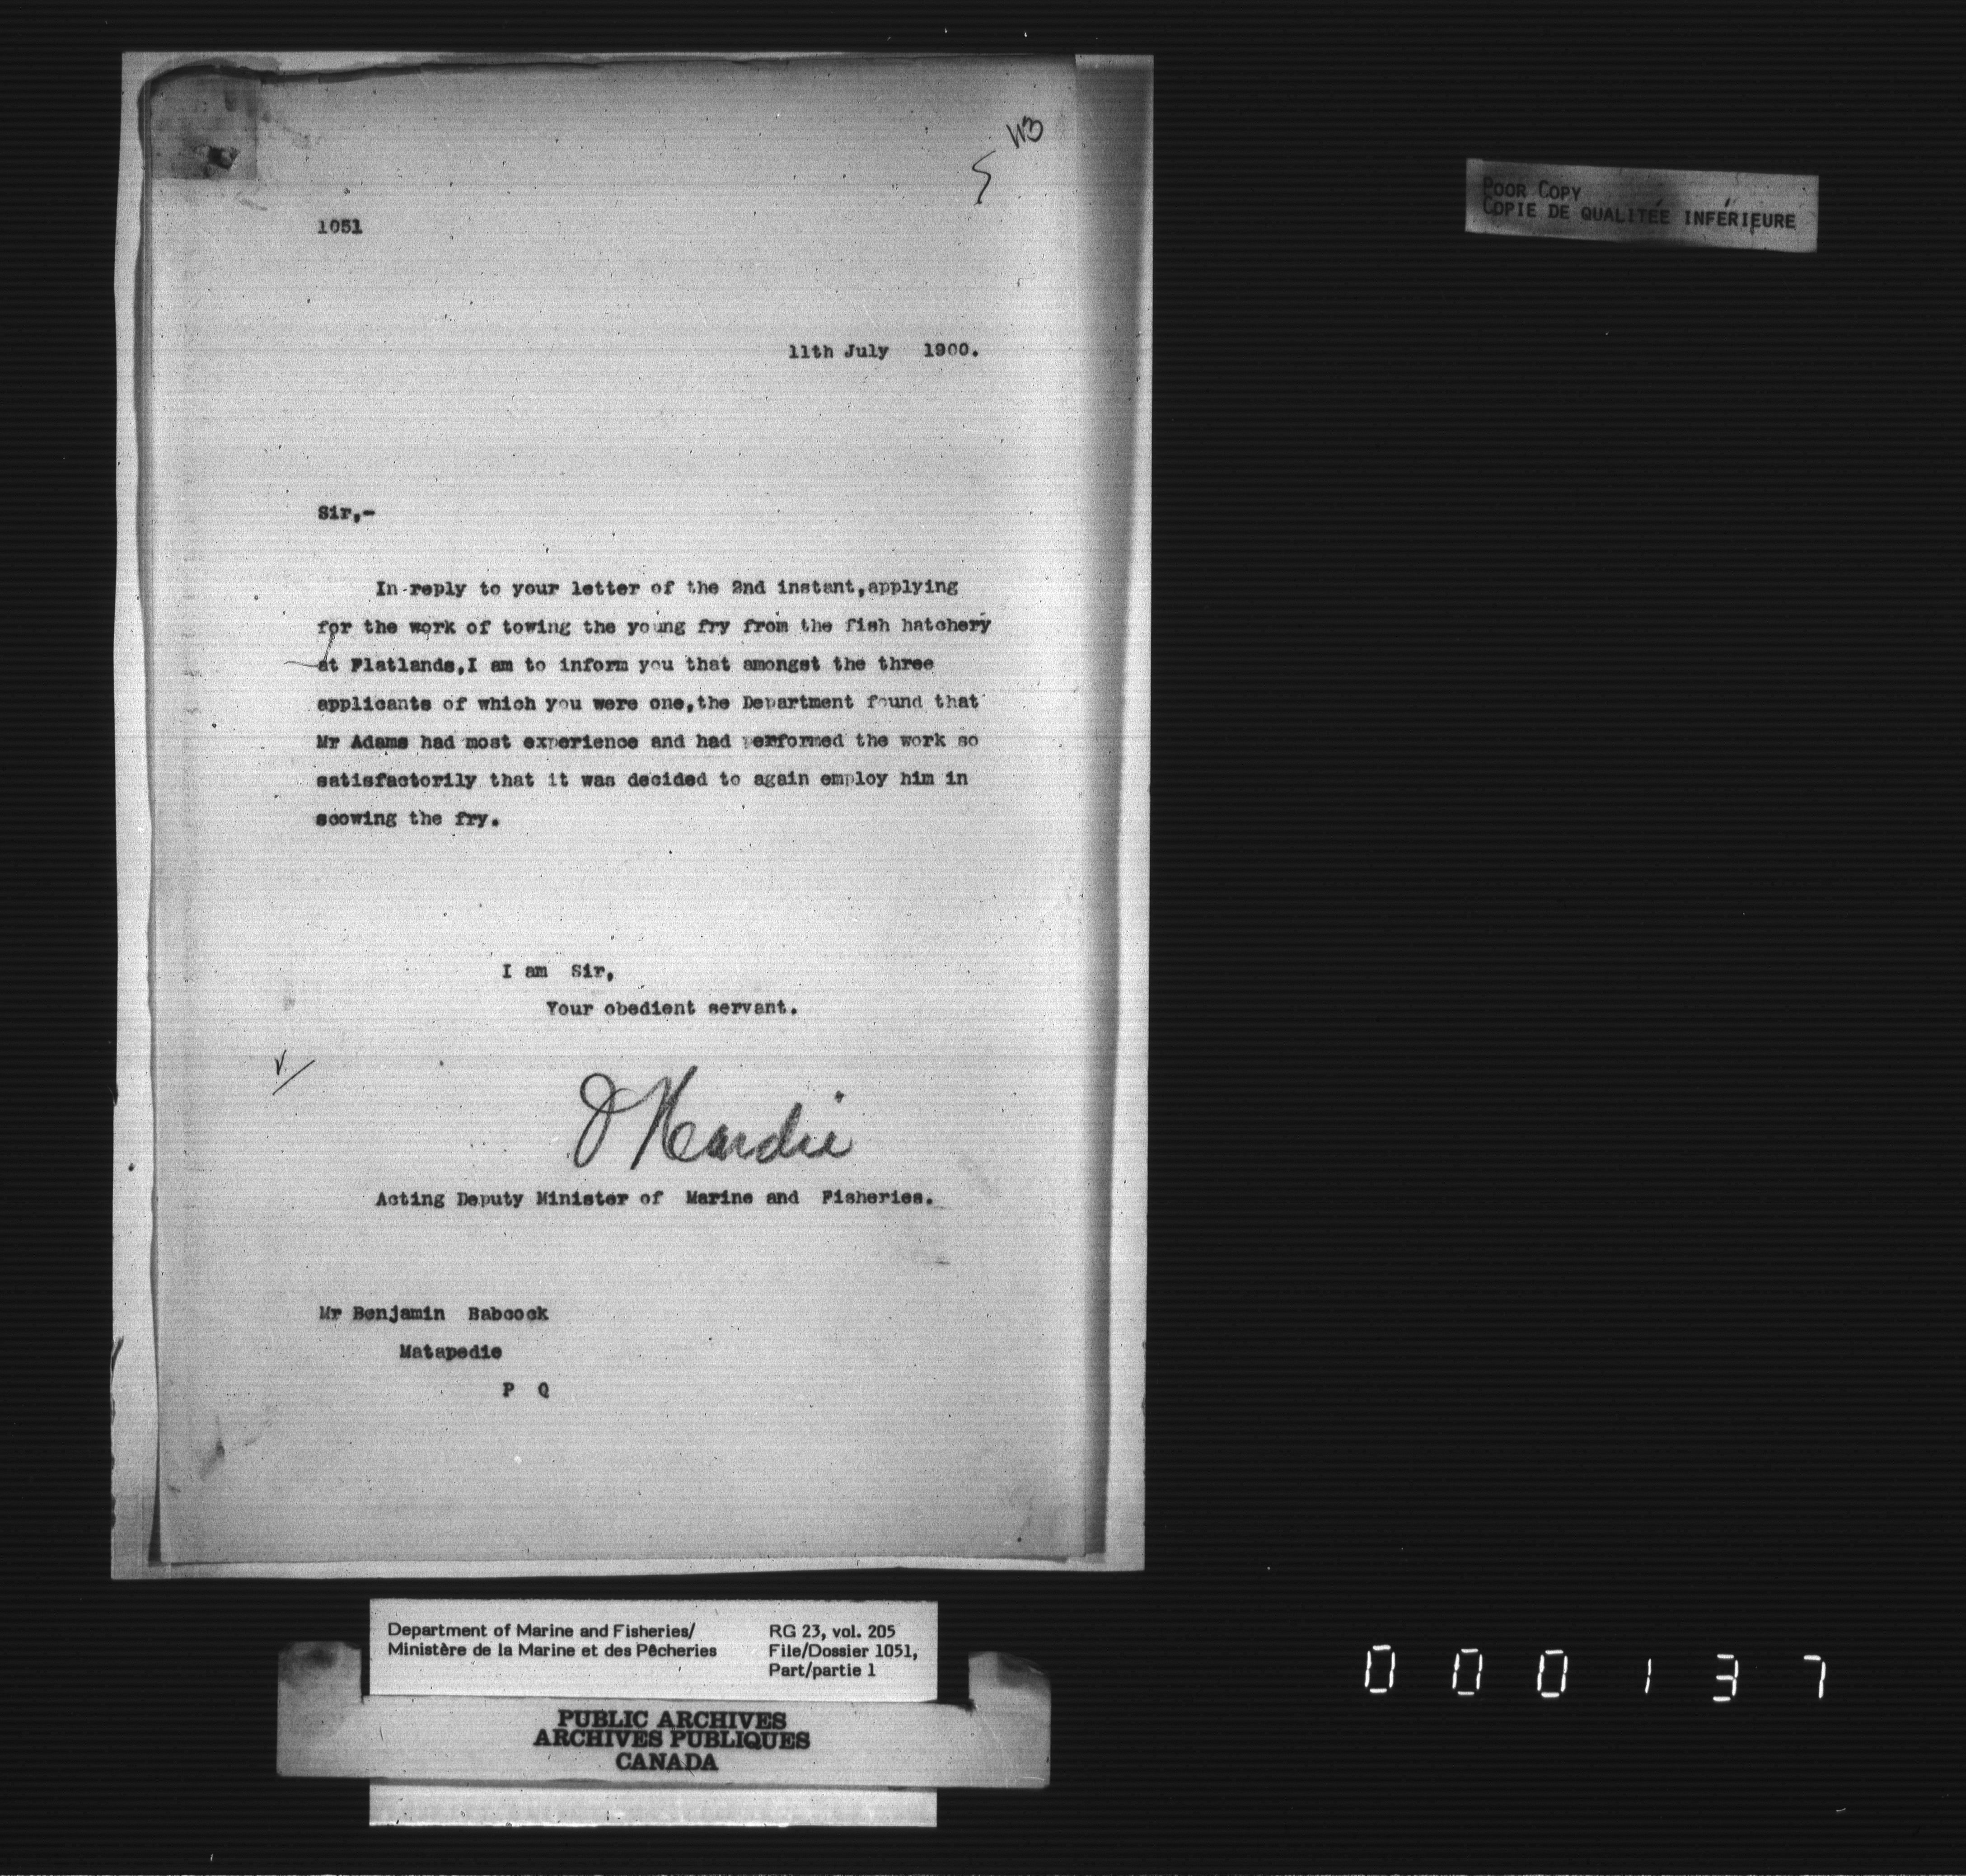 113
1051
11th July 1900.
Sir,-
In reply to your letter of the 2nd instant,applying
for the work of towing the young fry from the fish hatchery
at Flatlands,I am to inform you that amongst the three
applicants of which you were one,the Department found that
Mr Adams had most experience and had performed the work so
satisfactorily that it was decided to again employ him in
scowing the fry.
I am Sir,
Your obedient servant.
Acting Deputy Minister of Marine and Fisheries.
Mr Benjamin Babcock
Matapedie
P Q
POOR COPY
COPIE DE QUALITÉE INFÉRIEURE
Department of Marine and Fisheries/
Ministère de la Marine et des Pêcheries
RG 23, vol. 205
File/Dossier 1051,
Part/partie 1
PUBLIC ARCHIVES
ARCHIVES PUBLIQUES
CANADA
000137